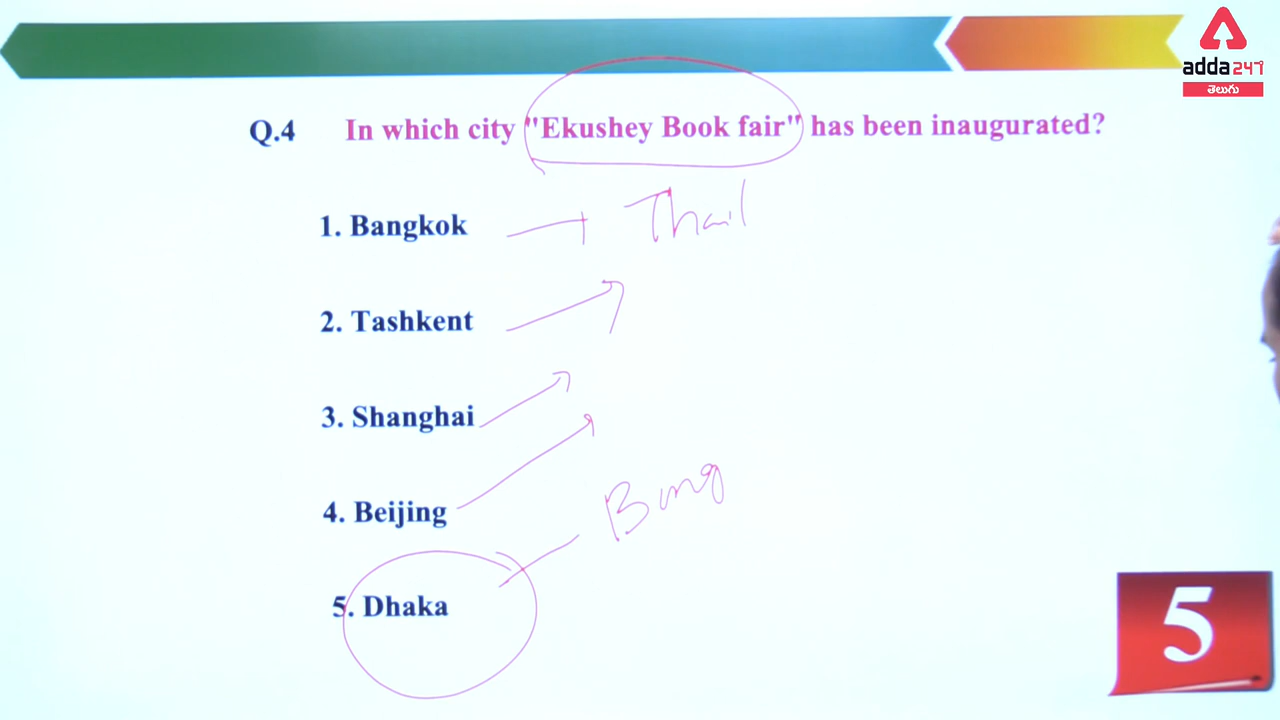 adda247
తెలుగు
Q.4 In which city "Ekushey Book fair" has been inaugurated?
1. Bangkok
Thail
2. Tashkent
3. Shanghai
4. Beijing
Bang
5. Dhaka
5